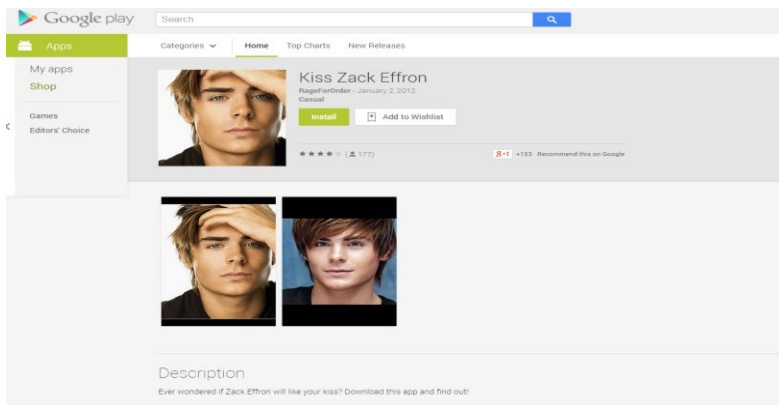 Google play
Search
Apps
Categories Home Top Charts New Releases
My apps
Shop
Games
Editors' Choice
Kiss Zack Effron
RageForOrder - January 2, 2012
Casual
Install Add to Wishlist
(177)
g+1 +153 Recommend this on Google
Description
Ever wondered if Zack Effron will like your kiss? Download this app and find out!